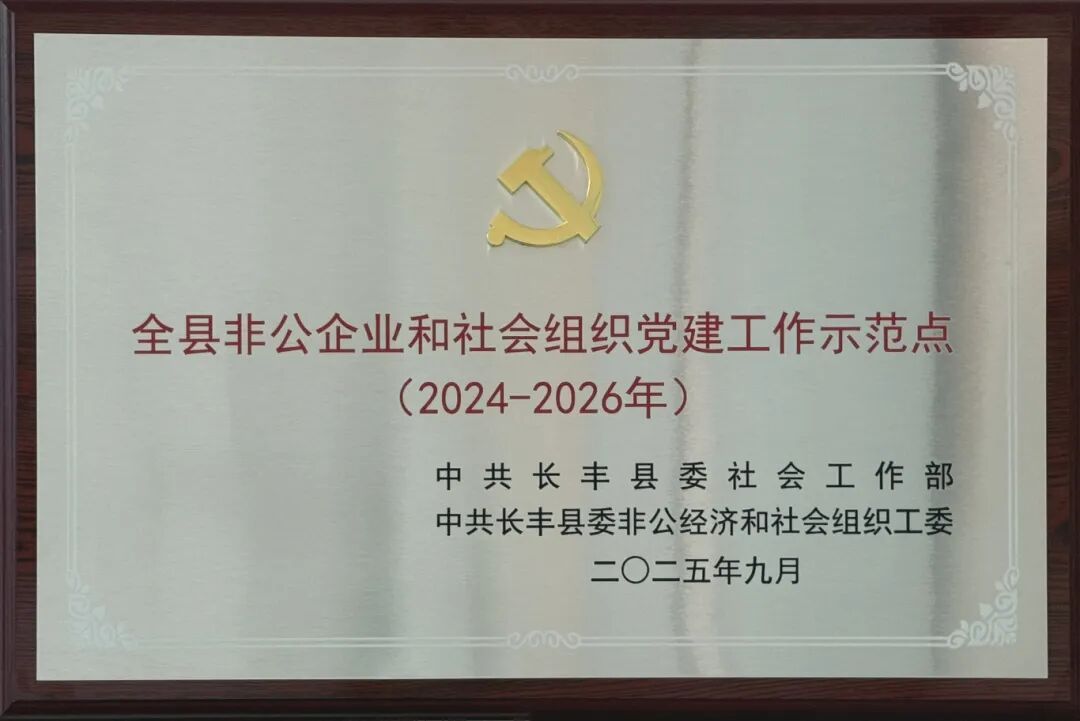 全县非公企业和社会组织党建工作示范点
（2024-2026年）
中共长丰县委社会工作部
中共长丰县委非公经济和社会组织工委
二〇二五年九月